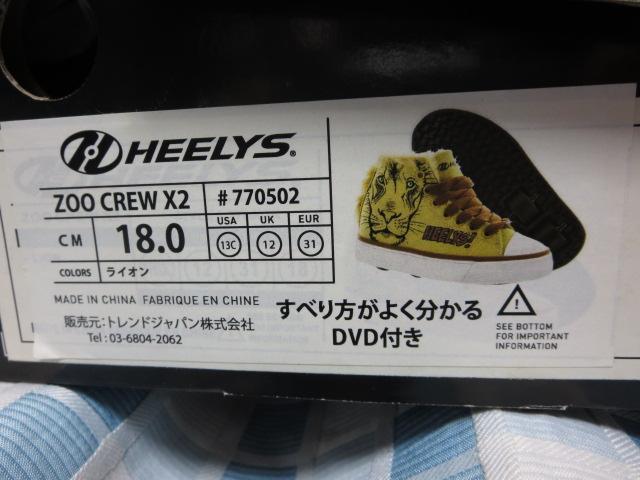 HEELYS®
ZOO CREW X2 #770502
USA UK EUR
CM 18.0 13C 12 31
COLORS ライオン
MADE IN CHINA FABRIQUE EN CHINE
販売元:トレンドジャパン株式会社
Tel : 03-6804-2062
HEELYS!
すべり方がよく分かる
DVD付き
SEE BOTTOM
FOR IMPORTANT
INFORMATION